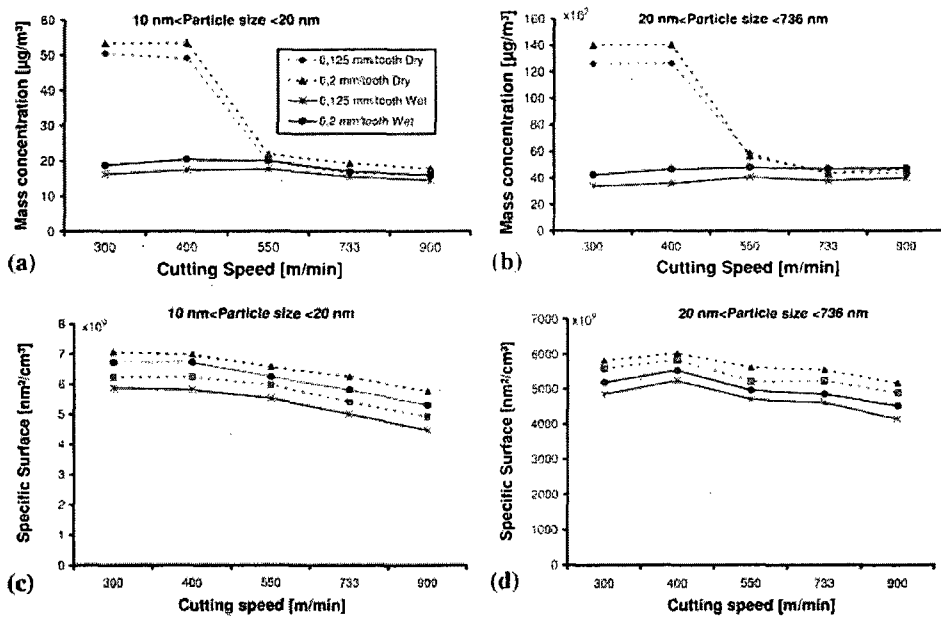 10 nm<Particle size <20 nm
Mass concentration [µg/m³]
60
50
40
30
20
10
0
0,125 mm/tooth Dry
0,2 mm/tooth Dry
0,125 mm/tooth Wet
0,2 mm/tooth Wet
300 400 550 733 900
(a) Cutting Speed [m/min]
20 nm<Particle size <736 nm
x10²
Mass concentration [µg/m³]
160
140
120
100
80
60
40
20
0
300 400 550 733 900
(b) Cutting Speed [m/min]
10 nm<Particle size <20 nm
x10⁹
Specific Surface [nm²/cm³]
8
7
6
5
4
3
2
1
0
300 400 550 733 900
(c) Cutting speed [m/min]
20 nm<Particle size <736 nm
x10⁹
Specific Surface [nm²/cm³]
7000
6000
5000
4000
3000
2000
1000
0
300 400 550 733 900
(d) Cutting speed [m/min]